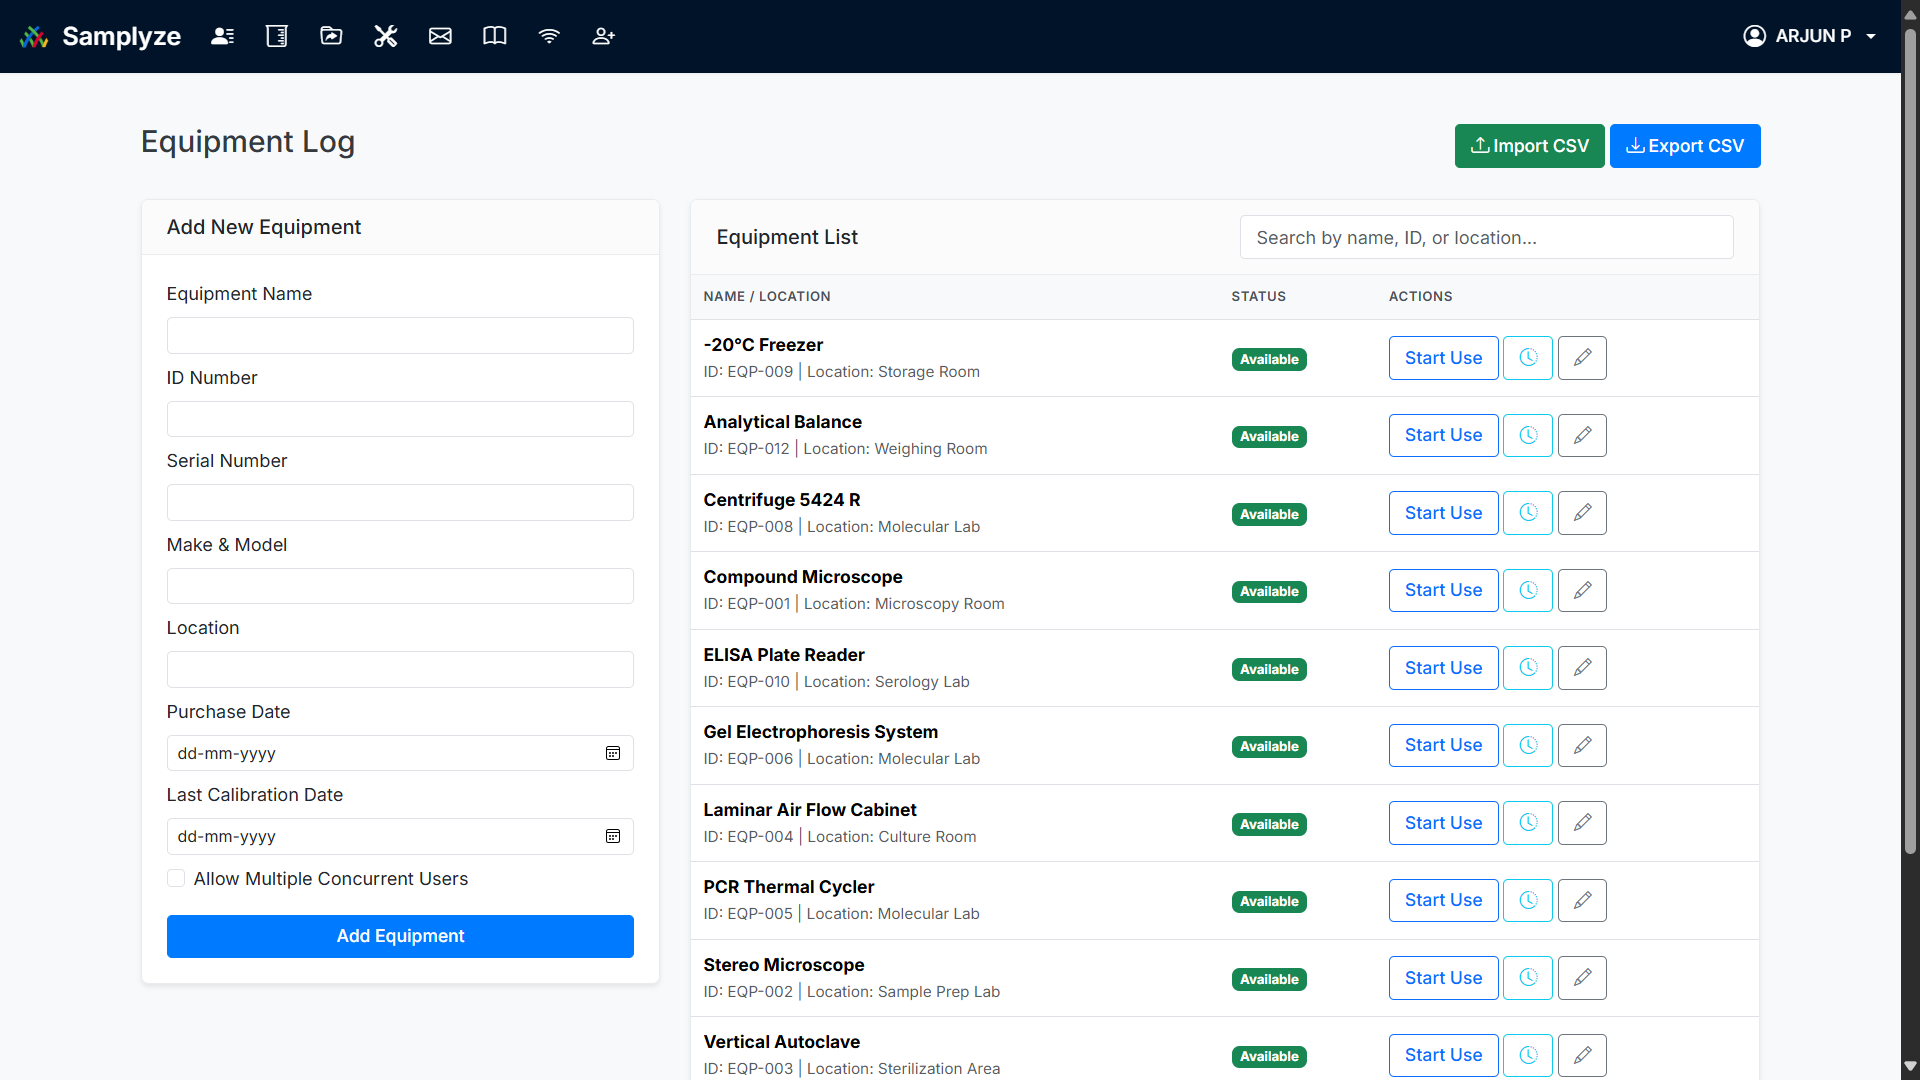 Samplyze
ARJUN P
Equipment Log
Import CSV
Export CSV
Add New Equipment
Equipment Name
ID Number
Serial Number
Make & Model
Location
Purchase Date
dd-mm-yyyy
Last Calibration Date
dd-mm-yyyy
Allow Multiple Concurrent Users
Add Equipment
Equipment List
Search by name, ID, or location...
NAME / LOCATION STATUS ACTIONS
-20°C Freezer
ID: EQP-009 | Location: Storage Room
Available
Start Use
Analytical Balance
ID: EQP-012 | Location: Weighing Room
Available
Start Use
Centrifuge 5424 R
ID: EQP-008 | Location: Molecular Lab
Available
Start Use
Compound Microscope
ID: EQP-001 | Location: Microscopy Room
Available
Start Use
ELISA Plate Reader
ID: EQP-010 | Location: Serology Lab
Available
Start Use
Gel Electrophoresis System
ID: EQP-006 | Location: Molecular Lab
Available
Start Use
Laminar Air Flow Cabinet
ID: EQP-004 | Location: Culture Room
Available
Start Use
PCR Thermal Cycler
ID: EQP-005 | Location: Molecular Lab
Available
Start Use
Stereo Microscope
ID: EQP-002 | Location: Sample Prep Lab
Available
Start Use
Vertical Autoclave
ID: EQP-003 | Location: Sterilization Area
Available
Start Use